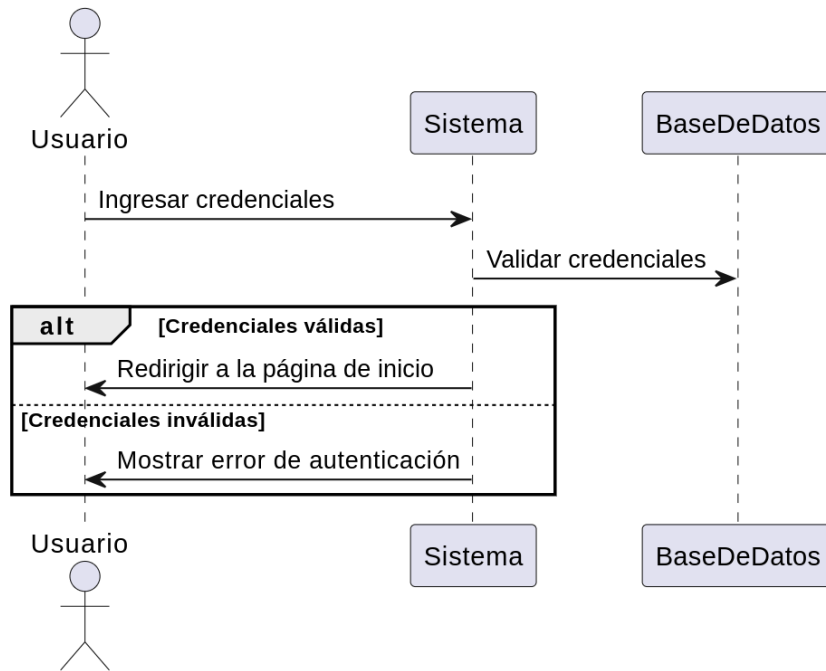 Usuario
Sistema
BaseDeDatos
Ingresar credenciales
Validar credenciales
alt
[Credenciales válidas]
Redirigir a la página de inicio
[Credenciales inválidas]
Mostrar error de autenticación
Usuario
Sistema
BaseDeDatos